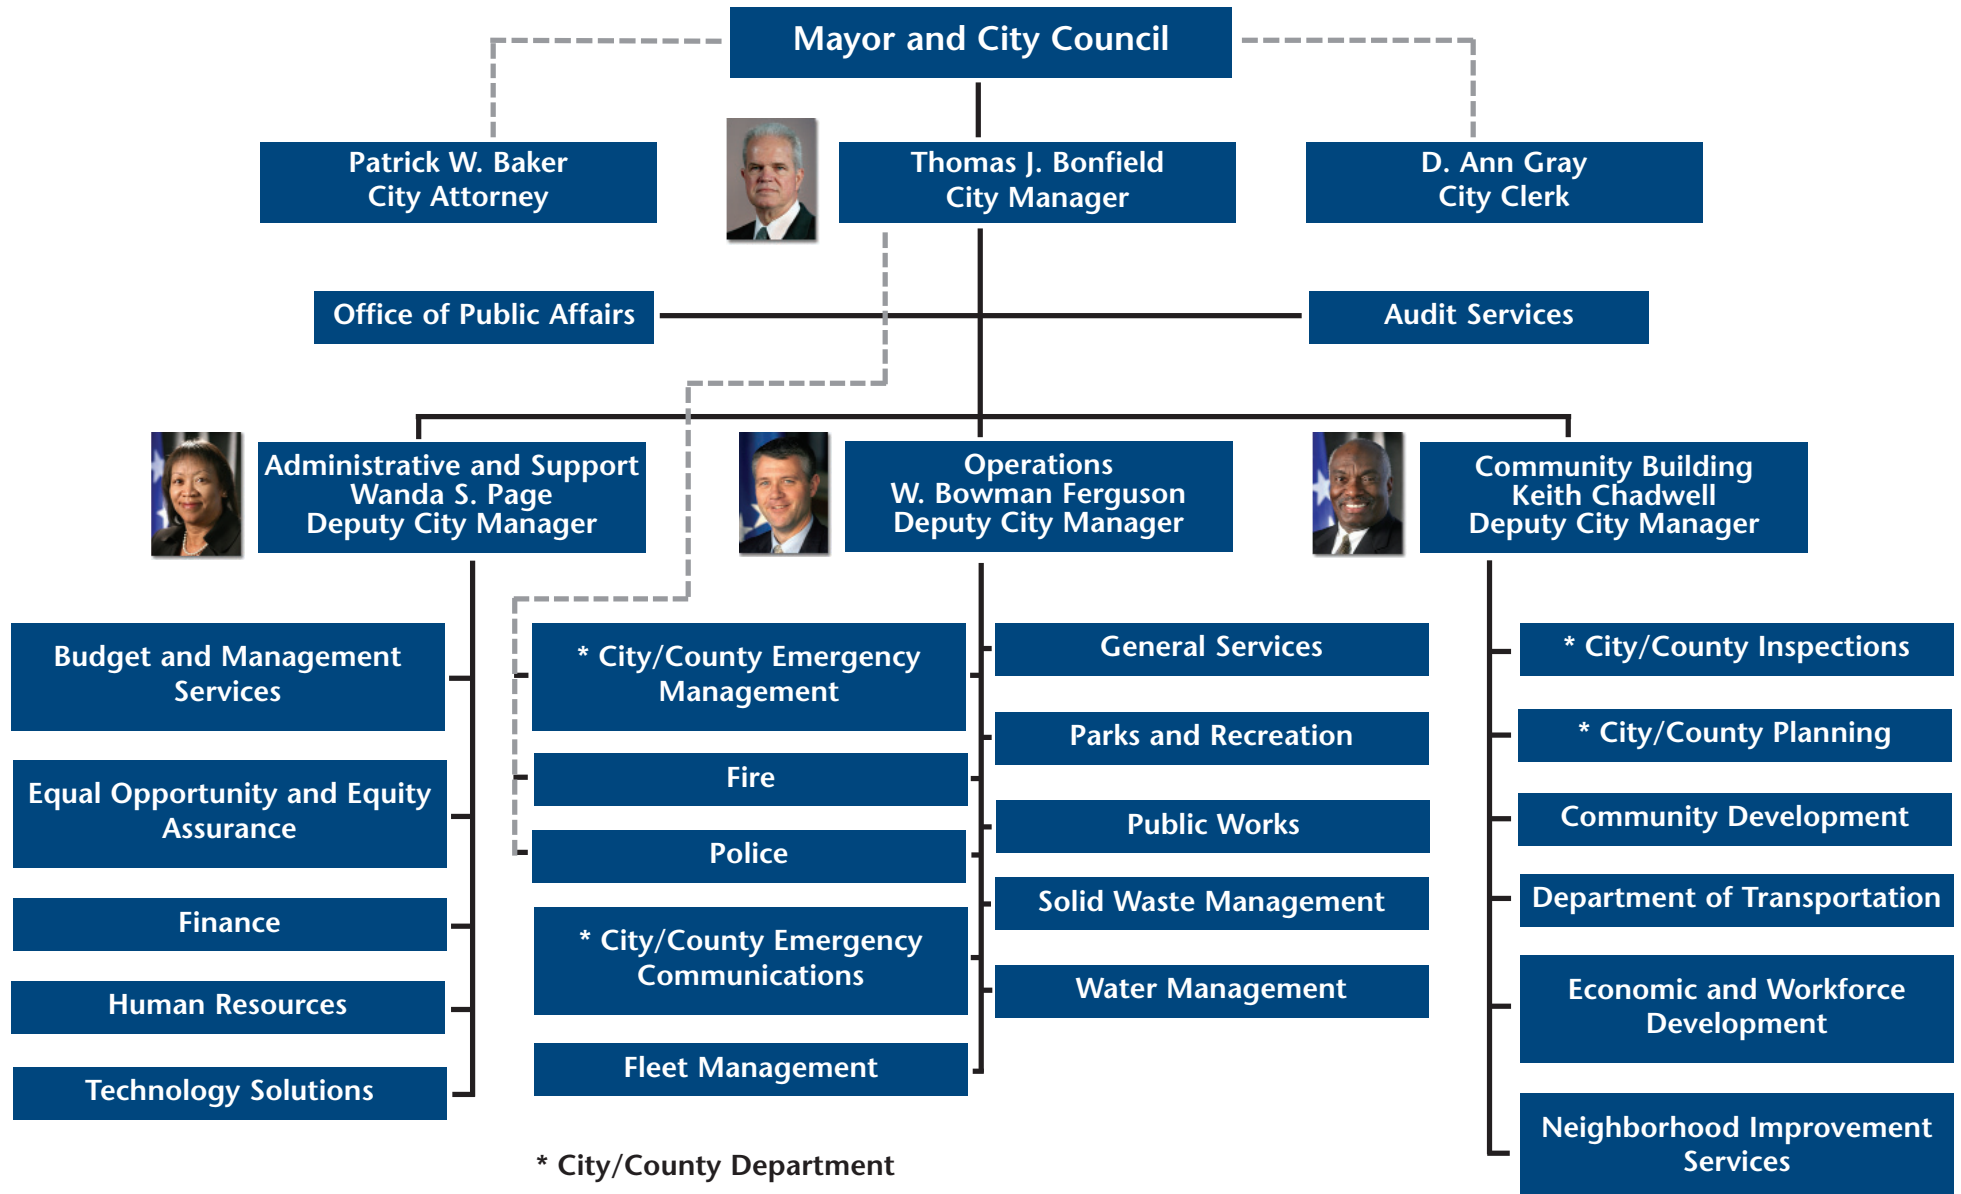 Mayor and City Council
Patrick W. Baker
City Attorney
Thomas J. Bonfield
City Manager
D. Ann Gray
City Clerk
Office of Public Affairs
Audit Services
Administrative and Support
Wanda S. Page
Deputy City Manager
Operations
W. Bowman Ferguson
Deputy City Manager
Community Building
Keith Chadwell
Deputy City Manager
Budget and Management
Services
Equal Opportunity and Equity
Assurance
Finance
Human Resources
Technology Solutions
* City/County Emergency
Management
Fire
Police
* City/County Emergency
Communications
Fleet Management
General Services
Parks and Recreation
Public Works
Solid Waste Management
Water Management
* City/County Inspections
* City/County Planning
Community Development
Department of Transportation
Economic and Workforce
Development
Neighborhood Improvement
Services
* City/County Department